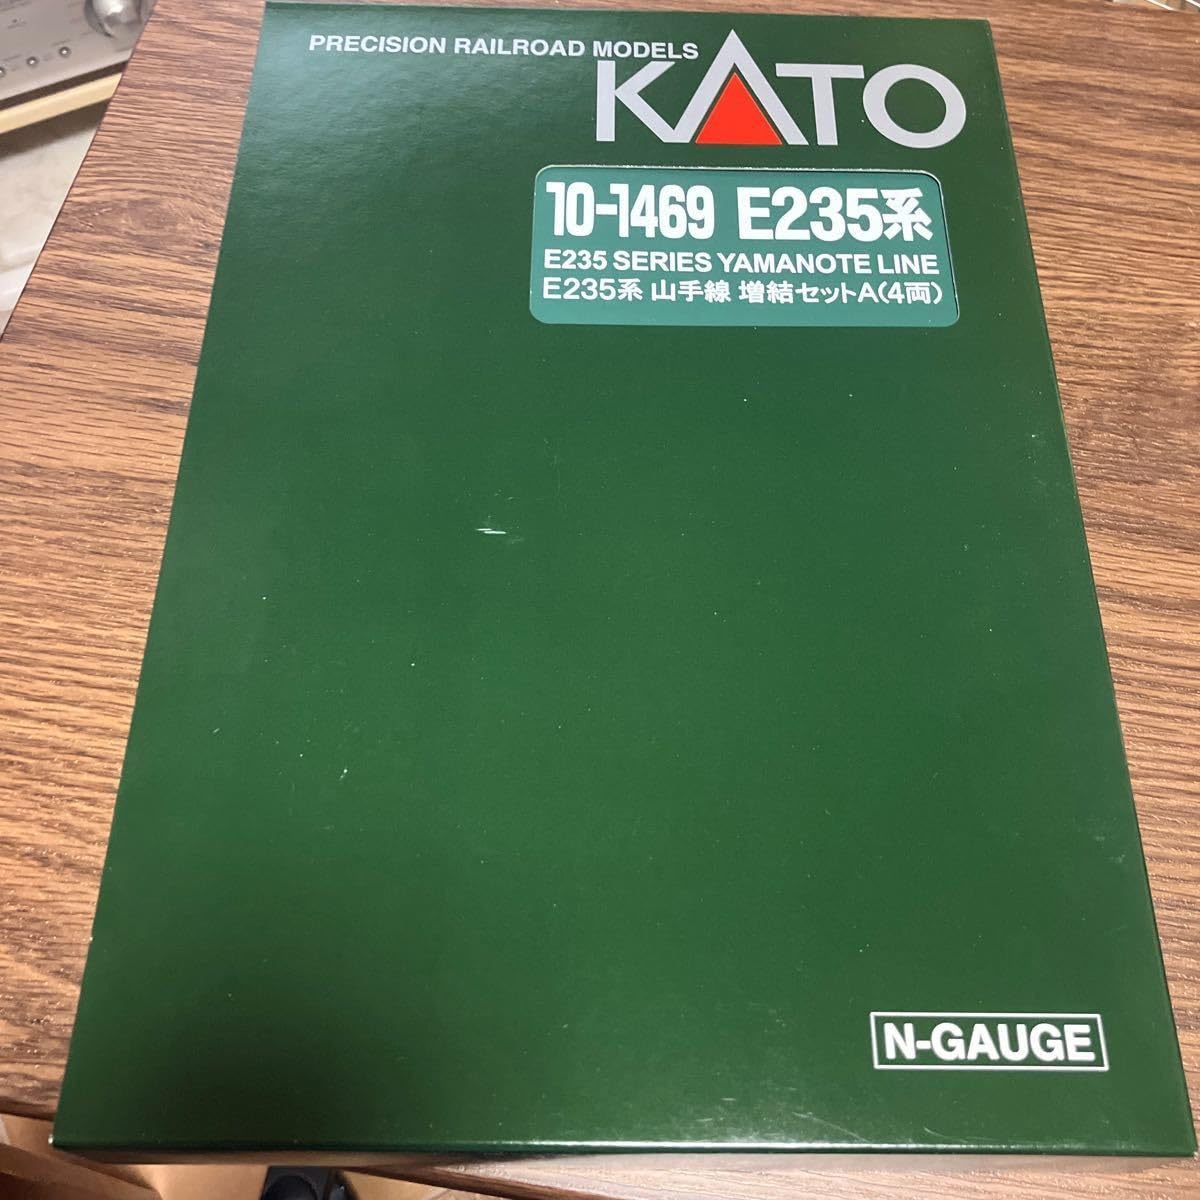 PRECISION RAILROAD MODELS
KATO
10-1469 E235系
E235 SERIES YAMANOTE LINE
E235系 山手線 増結セットA(4両)
N-GAUGE